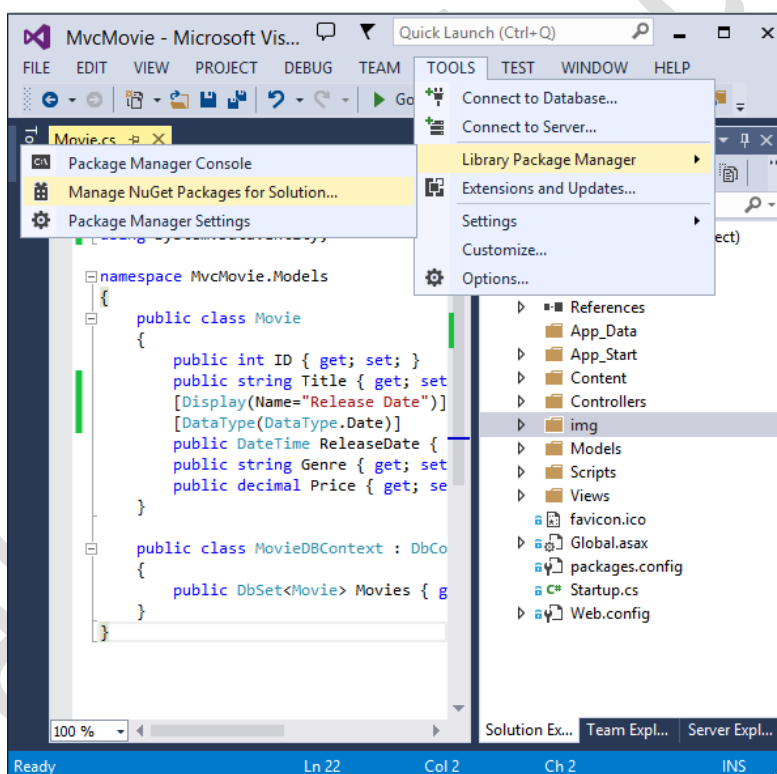 MvcMovie - Microsoft Vis...
Quick Launch (Ctrl+Q)
FILE EDIT VIEW PROJECT DEBUG TEAM TOOLS TEST WINDOW HELP
Go
Connect to Database...
Connect to Server...
Library Package Manager
Extensions and Updates...
Settings
Customize...
Options...
To
Movie.cs
Package Manager Console
Manage NuGet Packages for Solution...
Package Manager Settings
ect)
namespace MvcMovie.Models
{
public class Movie
{
public int ID { get; set; }
public string Title { get; set
[Display(Name="Release Date")]
[DataType(DataType.Date)]
public DateTime ReleaseDate {
public string Genre { get; set
public decimal Price { get; se
}
public class MovieDBContext : DbCo
{
public DbSet<Movie> Movies { g
}
}
References
App_Data
App_Start
Content
Controllers
img
Models
Scripts
Views
favicon.ico
Global.asax
packages.config
C# Startup.cs
Web.config
100 %
Solution Ex... Team Expl... Server Expl...
Ready Ln 22 Col 2 Ch 2 INS